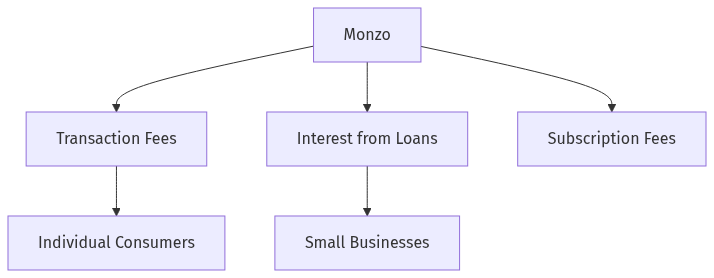 Monzo
Transaction Fees
Interest from Loans
Subscription Fees
Individual Consumers
Small Businesses